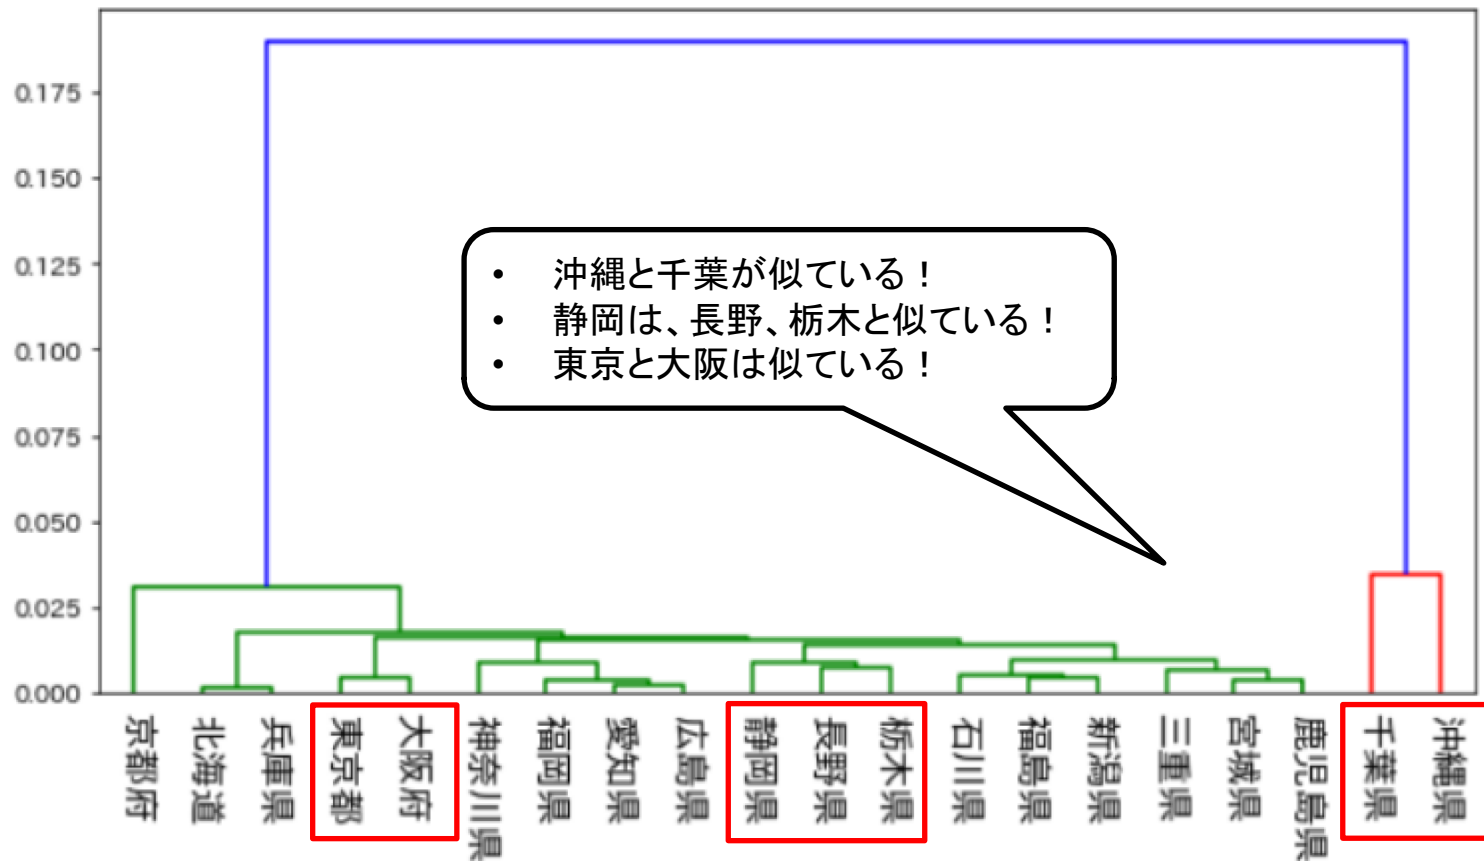 0.175
0.150
0.125
0.100
0.075
0.050
0.025
0.000
• 沖縄と千葉が似ている！
• 静岡は、長野、栃木と似ている！
• 東京と大阪は似ている！
京都府
北海道
兵庫県
東京都
大阪府
神奈川県
福岡県
愛知県
広島県
静岡県
長野県
栃木県
石川県
福島県
新潟県
三重県
宮城県
鹿児島県
千葉県
沖縄県